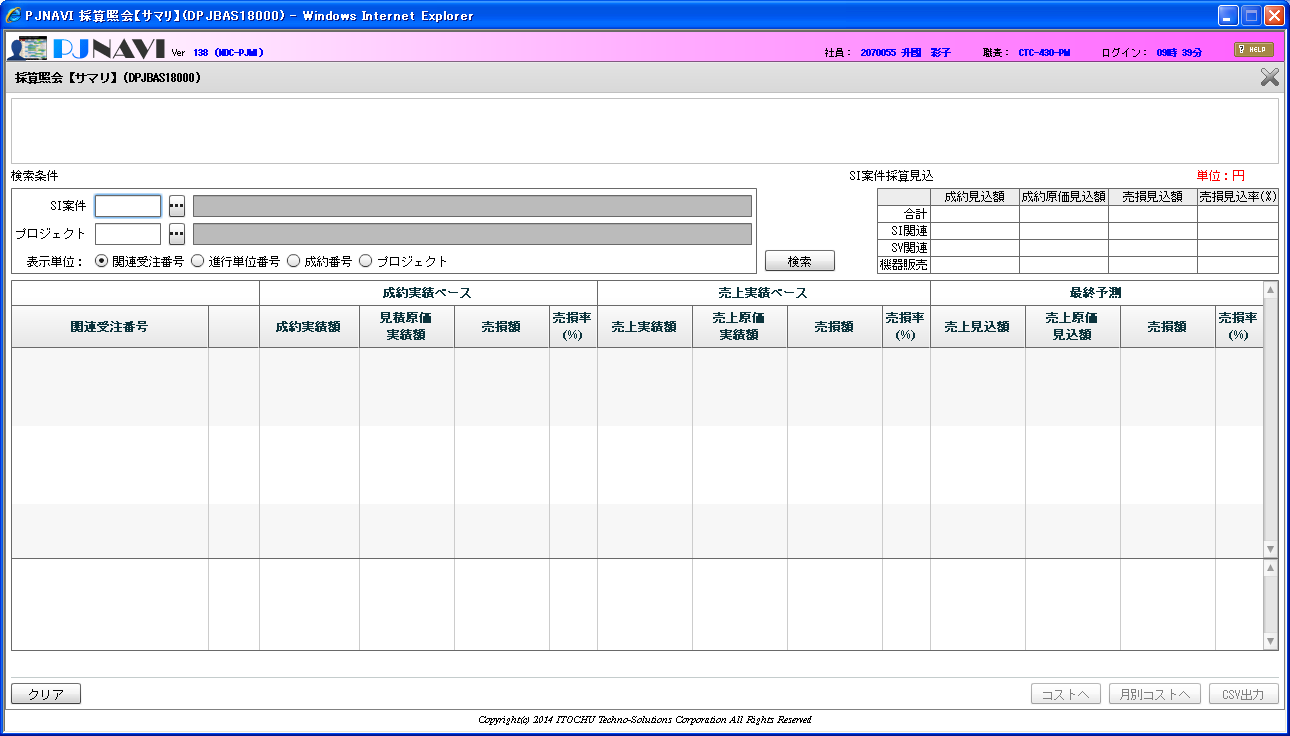 PJNAVI 採算照会【サマリ】(DPJBAS18000) - Windows Internet Explorer
PJNAVI Ver 138 (NDC-PJMI) 社員： 2070055 升國 彩子 職責： CTC-430-PM ログイン： 09時 39分 HELP
採算照会【サマリ】(DPJBAS18000)
検索条件 SI案件採算見込 単位：円
成約見込額 成約原価見込額 売損見込額 売損見込率(%)
合計
SI関連
SV関連
機器販売
SI案件 ...
プロジェクト ...
表示単位： 関連受注番号 進行単位番号 成約番号 プロジェクト
検索
成約実績ベース 売上実績ベース 最終予測
関連受注番号 成約実績額 見積原価実績額 売損額 売損率(%) 売上実績額 売上原価実績額 売損額 売損率(%) 売上見込額 売上原価見込額 売損額 売損率(%)
クリア コストへ 月別コストへ CSV出力
Copyright(c) 2014 ITOCHU Techno-Solutions Corporation All Rights Reserved